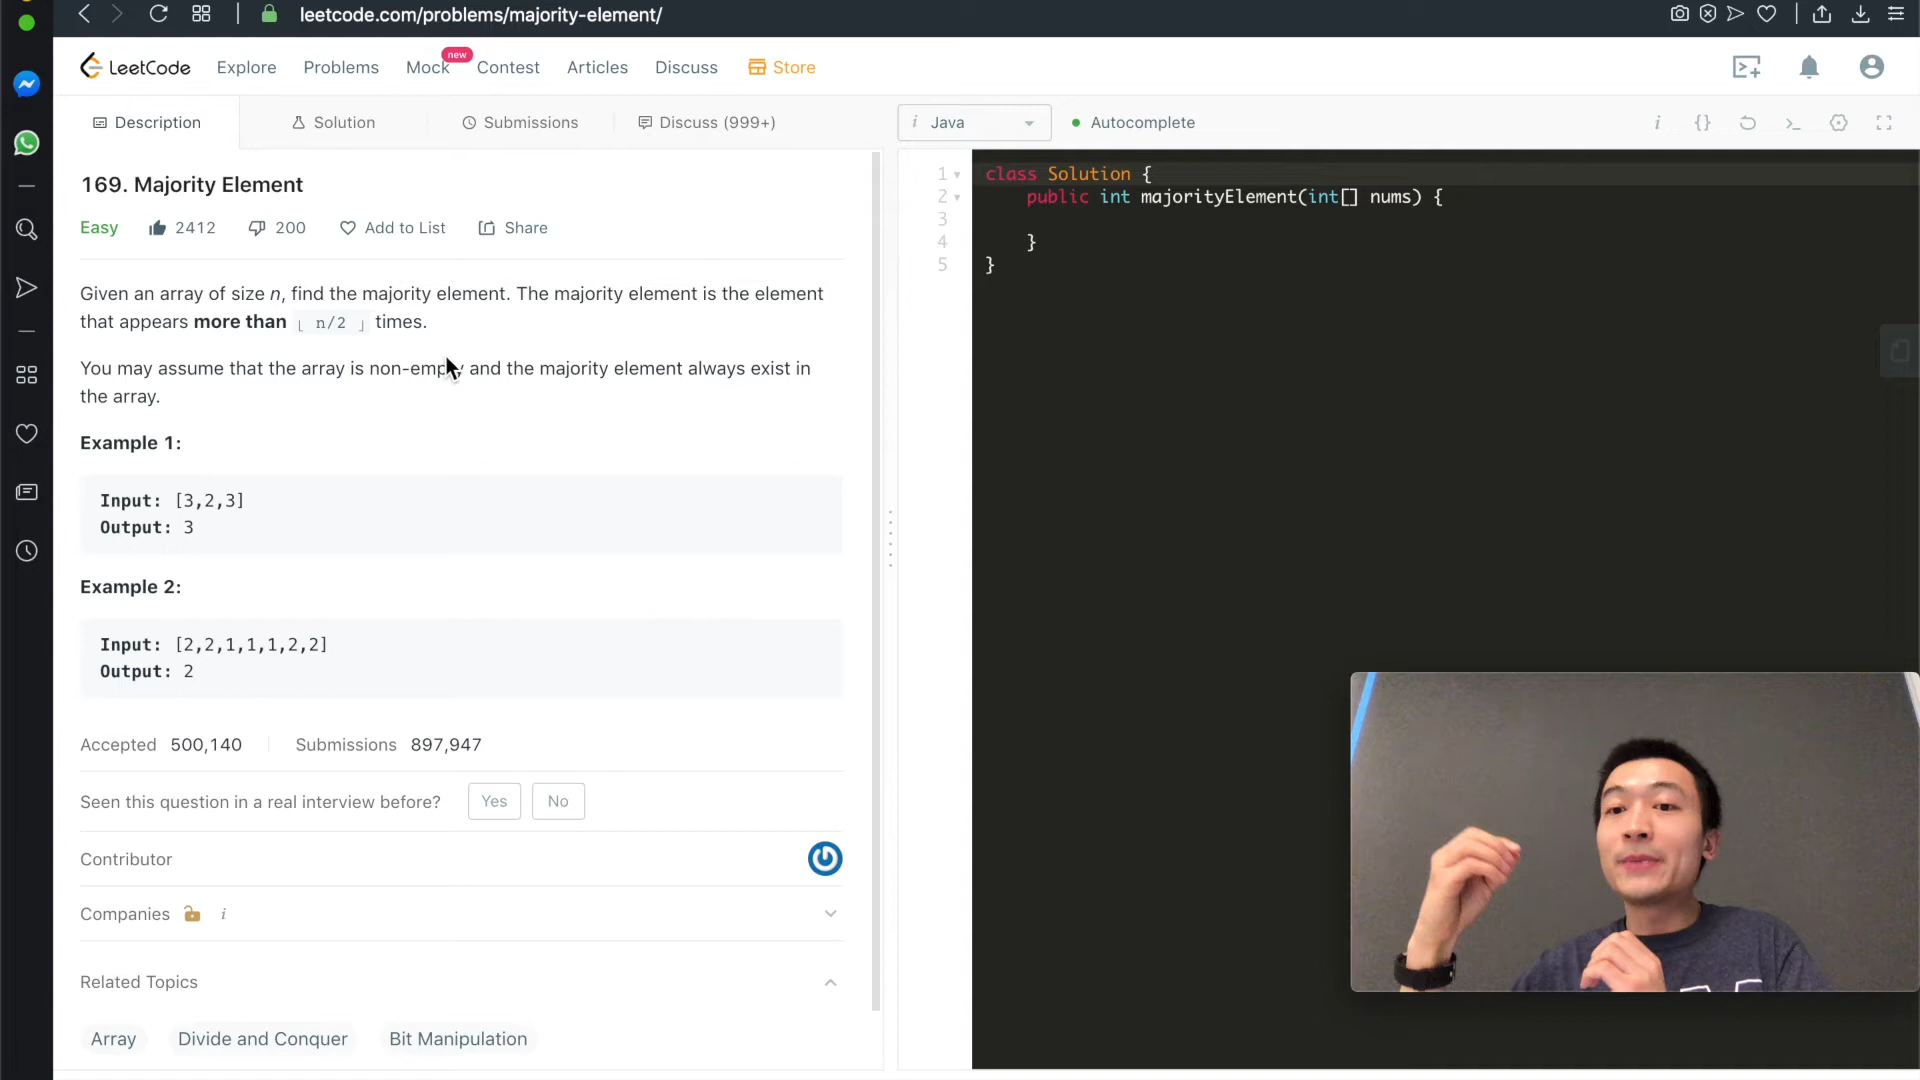 leetcode.com/problems/majority-element/
LeetCode Explore Problems Mock new Contest Articles Discuss Store
Description Solution Submissions Discuss (999+)
i Java Autocomplete i {}
169. Majority Element
Easy 2412 200 Add to List Share
Given an array of size n, find the majority element. The majority element is the element
that appears more than ⌊ n/2 ⌋ times.
You may assume that the array is non-empty and the majority element always exist in
the array.
Example 1:
Input: [3,2,3]
Output: 3
Example 2:
Input: [2,2,1,1,1,2,2]
Output: 2
Accepted 500,140 Submissions 897,947
Seen this question in a real interview before? Yes No
Contributor
Companies i
Related Topics
Array Divide and Conquer Bit Manipulation
1 class Solution {
2 public int majorityElement(int[] nums) {
3
4 }
5 }